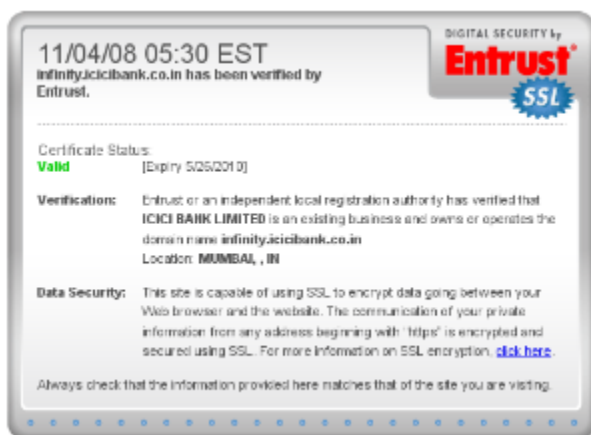 DIGITAL SECURITY by
Entrust®
SSL
11/04/08 05:30 EST
infinity.icicibank.co.in has been verified by
Entrust.
Certificate Status:
Valid [Expiry 5/26/2010]
Verification: Entrust or an independent local registration authority has verified that
ICICI BANK LIMITED is an existing business and owns or operates the
domain name infinity.icicibank.co.in
Location: MUMBAI, , IN
Data Security: This site is capable of using SSL to encrypt data going between your
Web browser and the website. The communication of your private
information from any address beginning with "https" is encrypted and
secured using SSL. For more information on SSL encryption, click here.
Always check that the information provided here matches that of the site you are visiting.